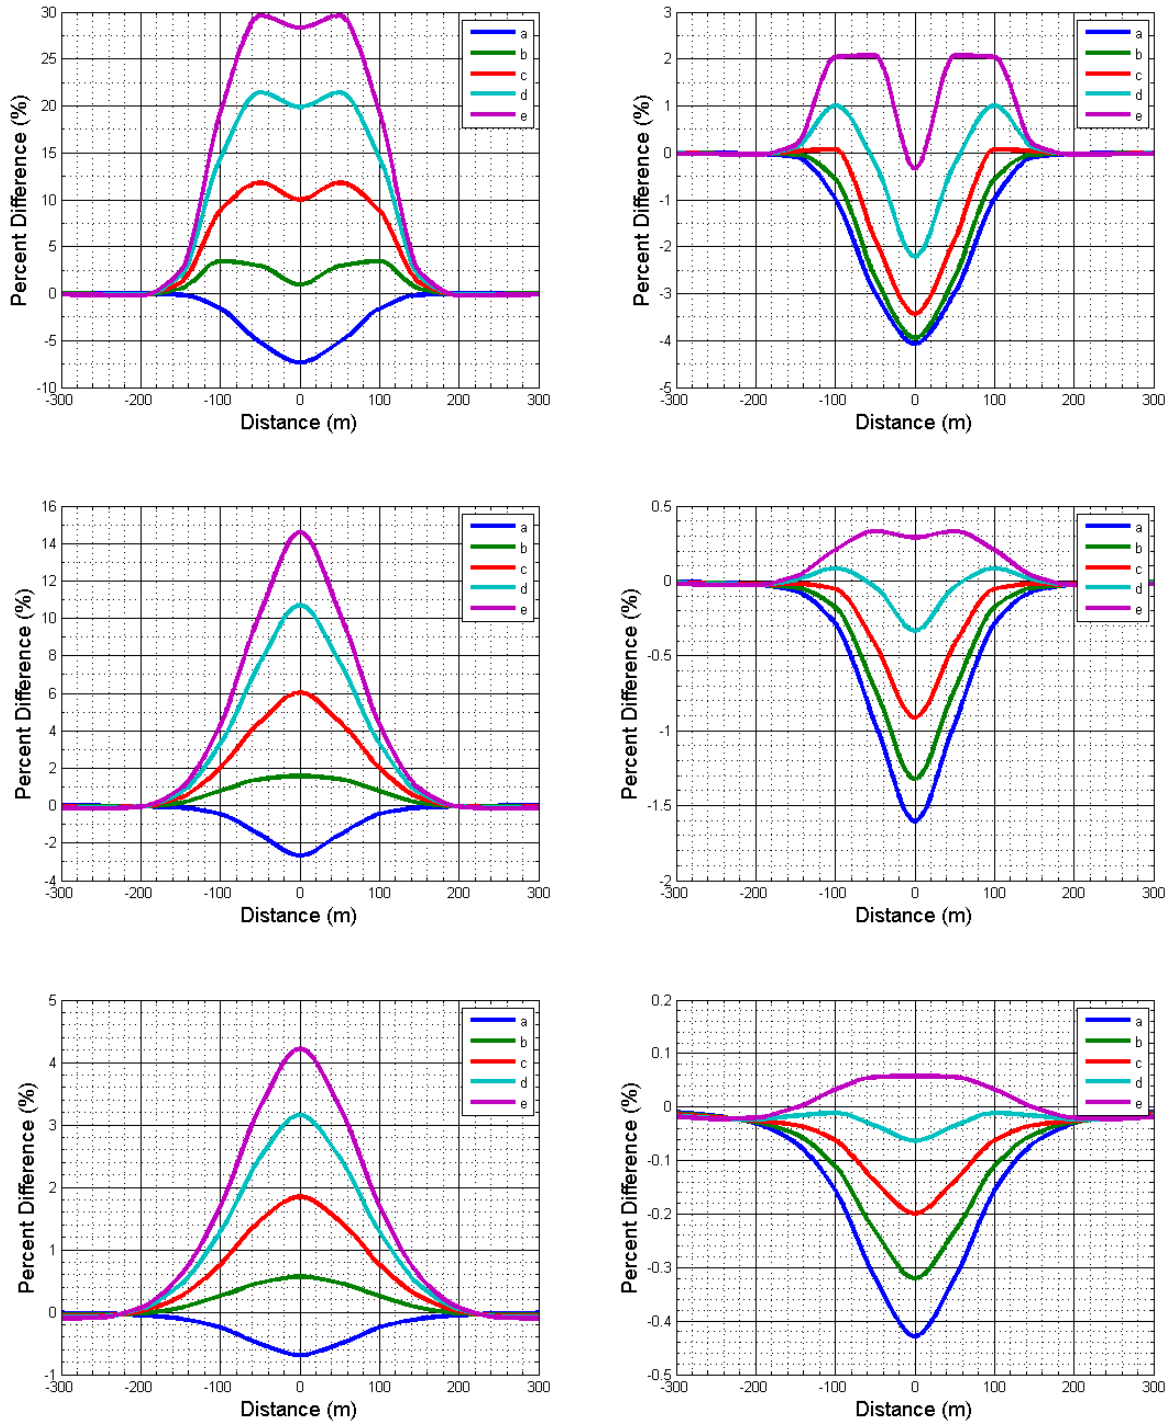 30
25
20
15
10
5
0
-5
-10
-300
-200
-100
0
100
200
300
Percent Difference (%)
Distance (m)
a
b
c
d
e
3
2
1
0
-1
-2
-3
-4
-5
-300
-200
-100
0
100
200
300
Percent Difference (%)
Distance (m)
a
b
c
d
e
16
14
12
10
8
6
4
2
0
-2
-4
-300
-200
-100
0
100
200
300
Percent Difference (%)
Distance (m)
a
b
c
d
e
0.5
0
-0.5
-1
-1.5
-2
-300
-200
-100
0
100
200
300
Percent Difference (%)
Distance (m)
a
b
c
d
e
5
4
3
2
1
0
-1
-300
-200
-100
0
100
200
300
Percent Difference (%)
Distance (m)
a
b
c
d
e
0.2
0.1
0
-0.1
-0.2
-0.3
-0.4
-0.5
-300
-200
-100
0
100
200
300
Percent Difference (%)
Distance (m)
a
b
c
d
e